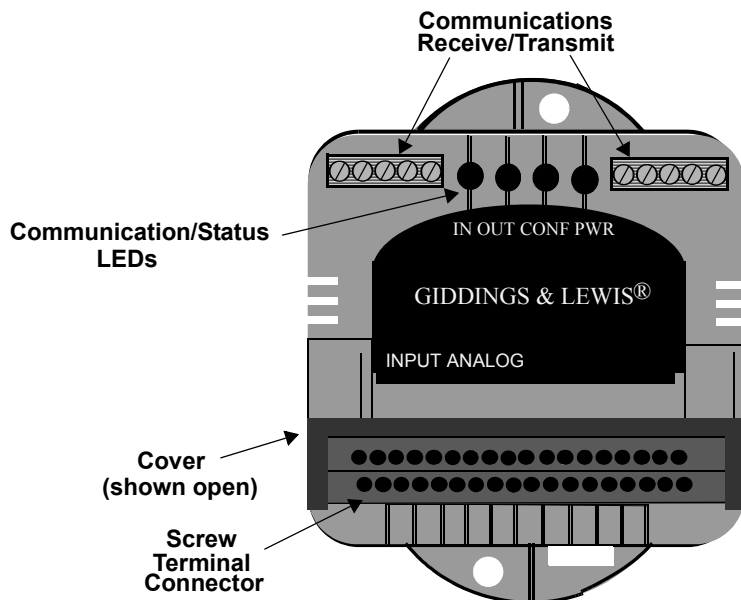 Communications
Receive/Transmit
Communication/Status
LEDs
IN OUT CONF PWR
GIDDINGS & LEWIS®
INPUT ANALOG
Cover
(shown open)
Screw
Terminal
Connector